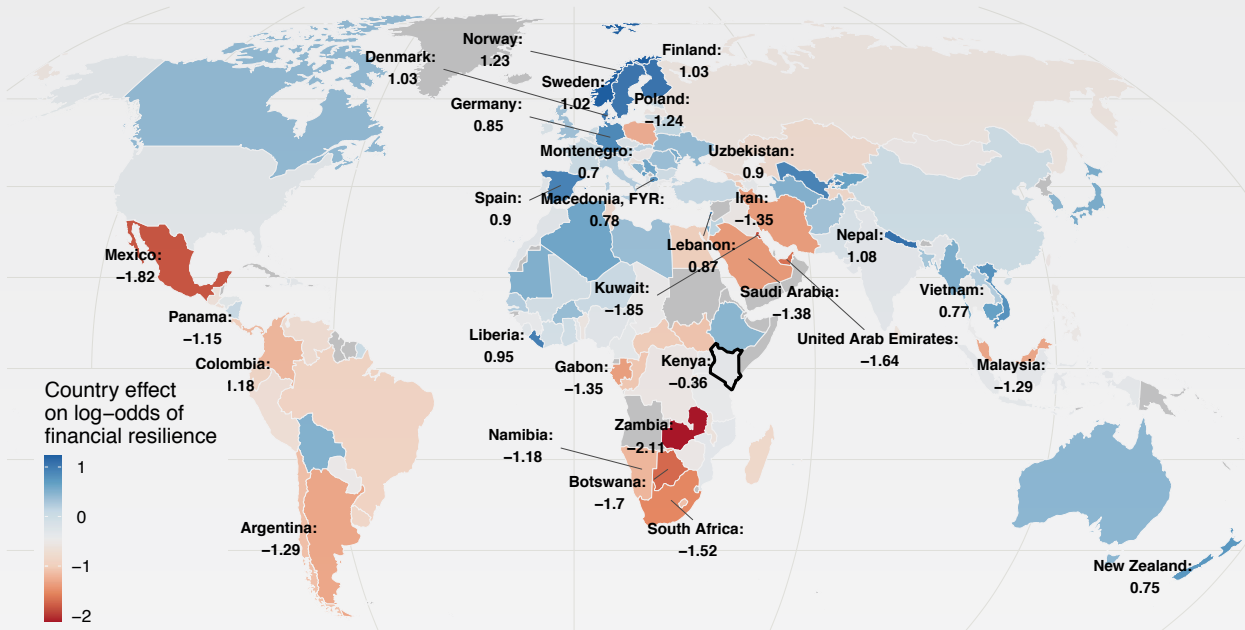 Norway:
1.23
Denmark:
1.03
Finland:
1.03
Sweden:
1.02
Poland:
−1.24
Germany:
0.85
Montenegro:
0.7
Uzbekistan:
0.9
Spain:
0.9
Macedonia, FYR:
0.78
Iran:
−1.35
Nepal:
1.08
Lebanon:
0.87
Mexico:
−1.82
Kuwait:
−1.85
Saudi Arabia:
−1.38
Vietnam:
0.77
Panama:
−1.15
Liberia:
0.95
United Arab Emirates:
−1.64
Colombia:
1.18
Gabon:
−1.35
Kenya:
−0.36
Malaysia:
−1.29
Country effect
on log−odds of
financial resilience
1
0
−1
−2
Zambia:
−2.11
Namibia:
−1.18
Botswana:
−1.7
Argentina:
−1.29
South Africa:
−1.52
New Zealand:
0.75